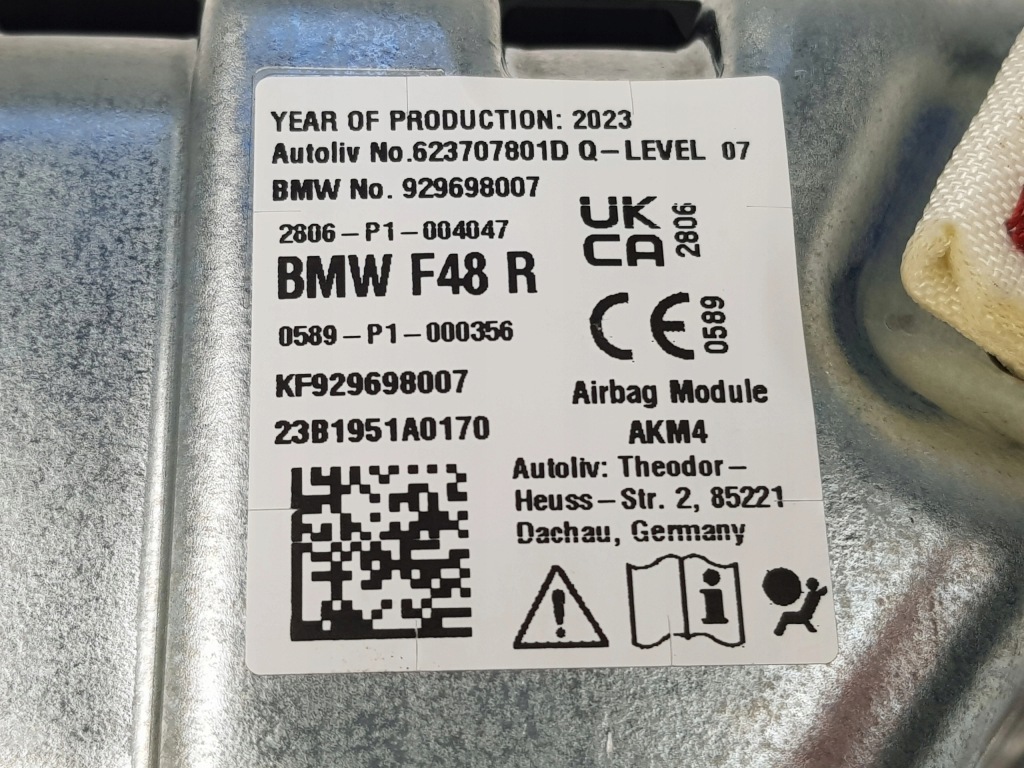 YEAR OF PRODUCTION: 2023
Autoliv No.623707801D Q-LEVEL 07
BMW No. 929698007
2806-P1-004047
UK
CA
2806
BMW F48 R
0589-P1-000356
CE
0589
KF929698007
23B1951A0170
Airbag Module
AKM4
Autoliv: Theodor-
Heuss-Str. 2, 85221
Dachau, Germany